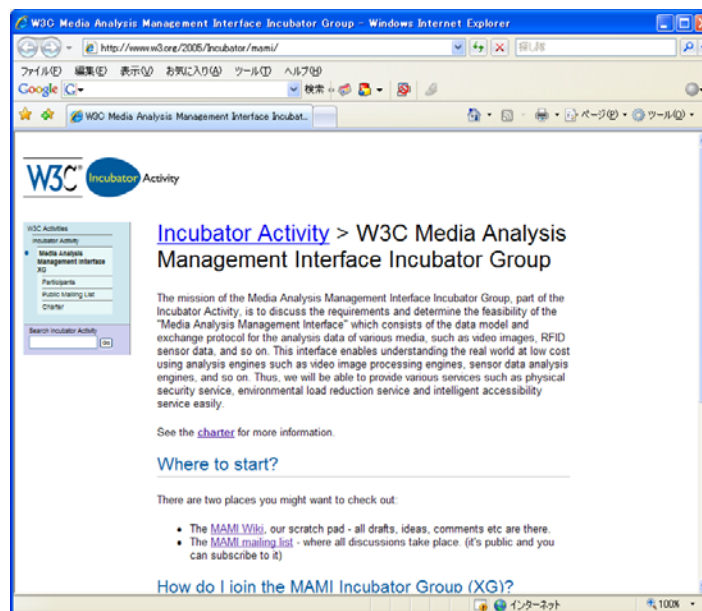 W3C Media Analysis Management Interface Incubator Group - Windows Internet Explorer
http://www.w3.org/2005/Incubator/mami/
ファイル(F) 編集(E) 表示(V) お気に入り(A) ツール(T) ヘルプ(H)
Google G 検索
W3C Media Analysis Management Interface Incubat...
ページ(P) ツール(O)
W3C Incubator Activity
W3C Activities
Incubator Activity
Media Analysis
Management Interface
XG
Participants
Public Mailing List
Charter
Search Incubator Activity
Go
Incubator Activity > W3C Media Analysis
Management Interface Incubator Group
The mission of the Media Analysis Management Interface Incubator Group, part of the
Incubator Activity, is to discuss the requirements and determine the feasibility of the
"Media Analysis Management Interface" which consists of the data model and
exchange protocol for the analysis data of various media, such as video images, RFID
sensor data, and so on. This interface enables understanding the real world at low cost
using analysis engines such as video image processing engines, sensor data analysis
engines, and so on. Thus, we will be able to provide various services such as physical
security service, environmental load reduction service and intelligent accessibility
service easily.
See the charter for more information.
Where to start?
There are two places you might want to check out:
The MAMI Wiki, our scratch pad - all drafts, ideas, comments etc are there.
The MAMI mailing list - where all discussions take place. (it's public and you
can subscribe to it)
How do I join the MAMI Incubator Group (XG)?
インターネット 100%